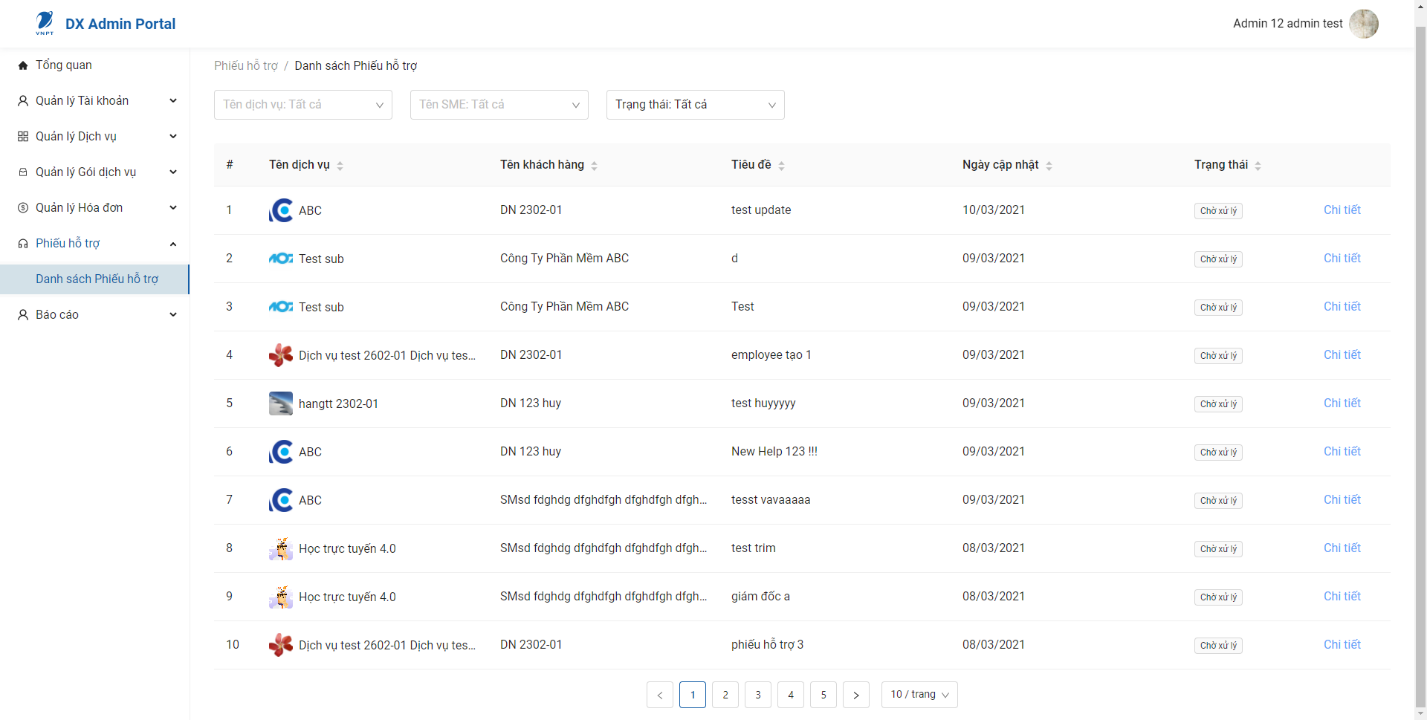 VNPT
DX Admin Portal
Admin 12 admin test
Tổng quan
Quản lý Tài khoản
Quản lý Dịch vụ
Quản lý Gói dịch vụ
Quản lý Hóa đơn
Phiếu hỗ trợ
Danh sách Phiếu hỗ trợ
Báo cáo
Phiếu hỗ trợ / Danh sách Phiếu hỗ trợ
Tên dịch vụ: Tất cả Tên SME: Tất cả Trạng thái: Tất cả
# Tên dịch vụ Tên khách hàng Tiêu đề Ngày cập nhật Trạng thái
1 ABC DN 2302-01 test update 10/03/2021 Chờ xử lý Chi tiết
2 Test sub Công Ty Phần Mềm ABC d 09/03/2021 Chờ xử lý Chi tiết
3 Test sub Công Ty Phần Mềm ABC Test 09/03/2021 Chờ xử lý Chi tiết
4 Dịch vụ test 2602-01 Dịch vụ tes... DN 2302-01 employee tạo 1 09/03/2021 Chờ xử lý Chi tiết
5 hangtt 2302-01 DN 123 huy test huyyyyy 09/03/2021 Chờ xử lý Chi tiết
6 ABC DN 123 huy New Help 123 !!! 09/03/2021 Chờ xử lý Chi tiết
7 ABC SMsd fdghdg dfghdfgh dfghdfgh dfgh... tesst vavaaaaa 09/03/2021 Chờ xử lý Chi tiết
8 Học trực tuyến 4.0 SMsd fdghdg dfghdfgh dfghdfgh dfgh... test trim 08/03/2021 Chờ xử lý Chi tiết
9 Học trực tuyến 4.0 SMsd fdghdg dfghdfgh dfghdfgh dfgh... giám đốc a 08/03/2021 Chờ xử lý Chi tiết
10 Dịch vụ test 2602-01 Dịch vụ tes... DN 2302-01 phiếu hỗ trợ 3 08/03/2021 Chờ xử lý Chi tiết
< 1 2 3 4 5 > 10 / trang